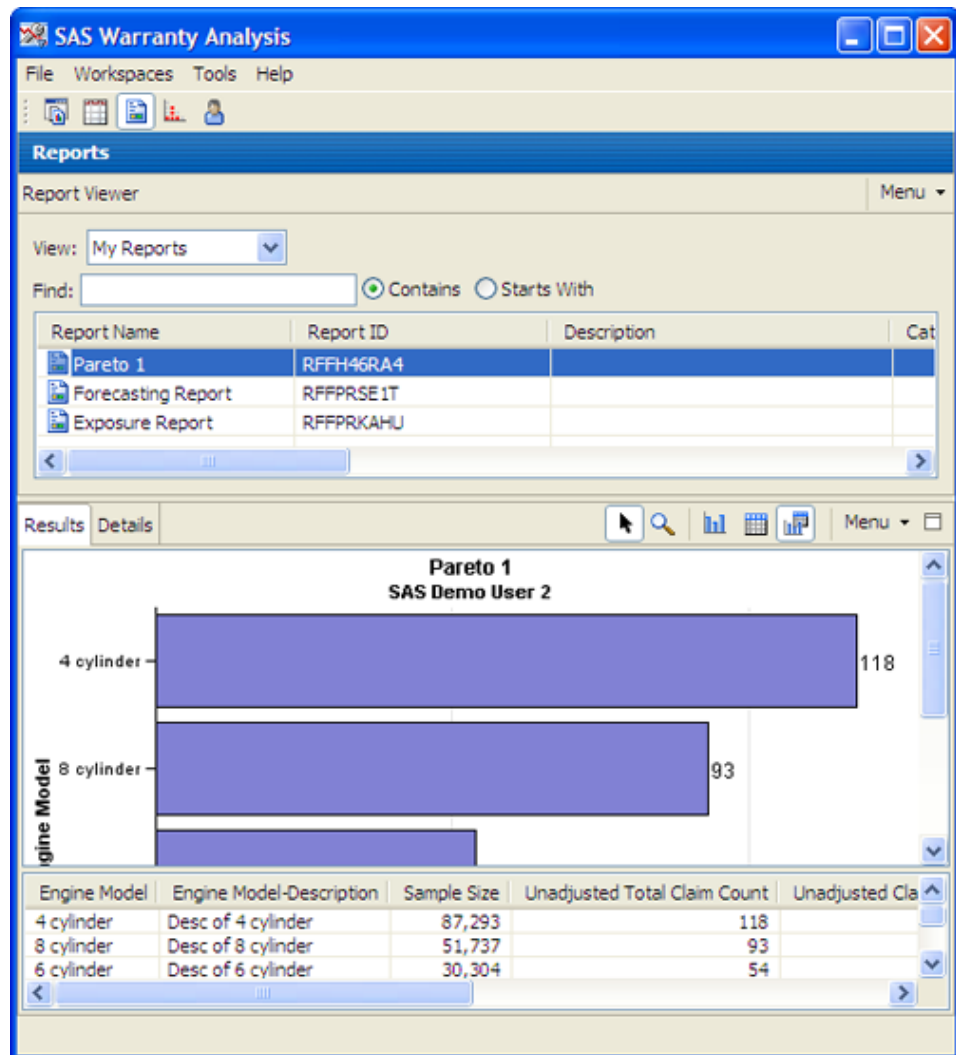 SAS Warranty Analysis
File Workspaces Tools Help
Reports
Report Viewer Menu
View: My Reports
Find: Contains Starts With
Report Name Report ID Description Cat
Pareto 1 RFFH46RA4
Forecasting Report RFFPRSE1T
Exposure Report RFFPRKAHU
Results Details Menu
Pareto 1
SAS Demo User 2
4 cylinder 118
8 cylinder 93
gine Model
Engine Model Engine Model-Description Sample Size Unadjusted Total Claim Count Unadjusted Cla
4 cylinder Desc of 4 cylinder 87,293 118
8 cylinder Desc of 8 cylinder 51,737 93
6 cylinder Desc of 6 cylinder 30,304 54